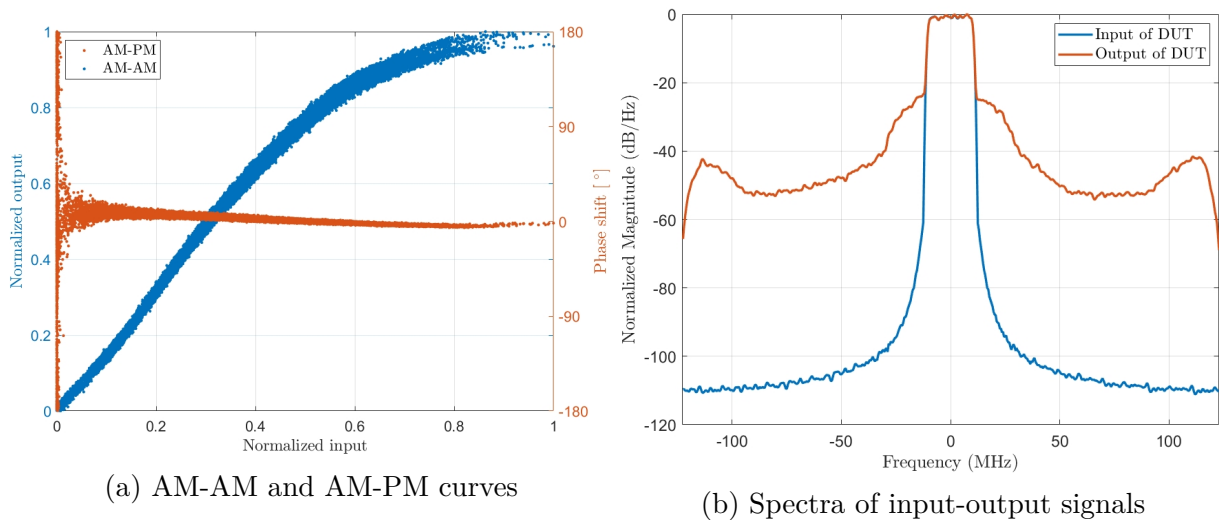 AM-PM
AM-AM
1
0.8
0.6
0.4
0.2
0
Normalized output
0
0.2
0.4
0.6
0.8
1
Normalized input
180
90
0
-90
-180
Phase shift [ °]
(a) AM-AM and AM-PM curves
Input of DUT
Output of DUT
0
-20
-40
-60
-80
-100
-120
Normalized Magnitude (dB/Hz)
-100
-50
0
50
100
Frequency (MHz)
(b) Spectra of input-output signals